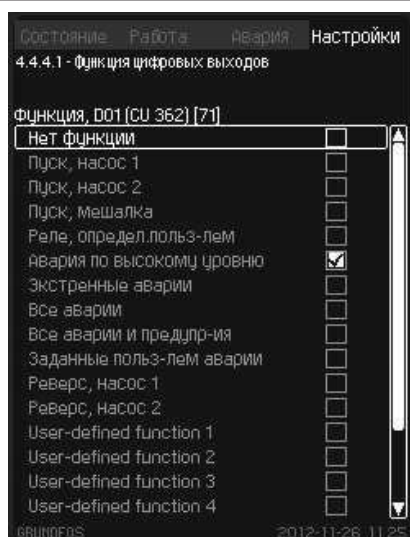 Состояние Работа Авария Настройки
4.4.4.1 - Функция цифровых выходов
Функция, DO1 (CU 362) [71]
Нет функции
Пуск, насос 1
Пуск, насос 2
Пуск, мешалка
Реле, определ.польз-лем
Авария по высокому уровню
Экстренные аварии
Все аварии
Все аварии и предупр-ия
Заданные польз-лем аварии
Реверс, насос 1
Реверс, насос 2
User-defined function 1
User-defined function 2
User-defined function 3
User-defined function 4
GRUNDFOS 2012-11-26 11:25